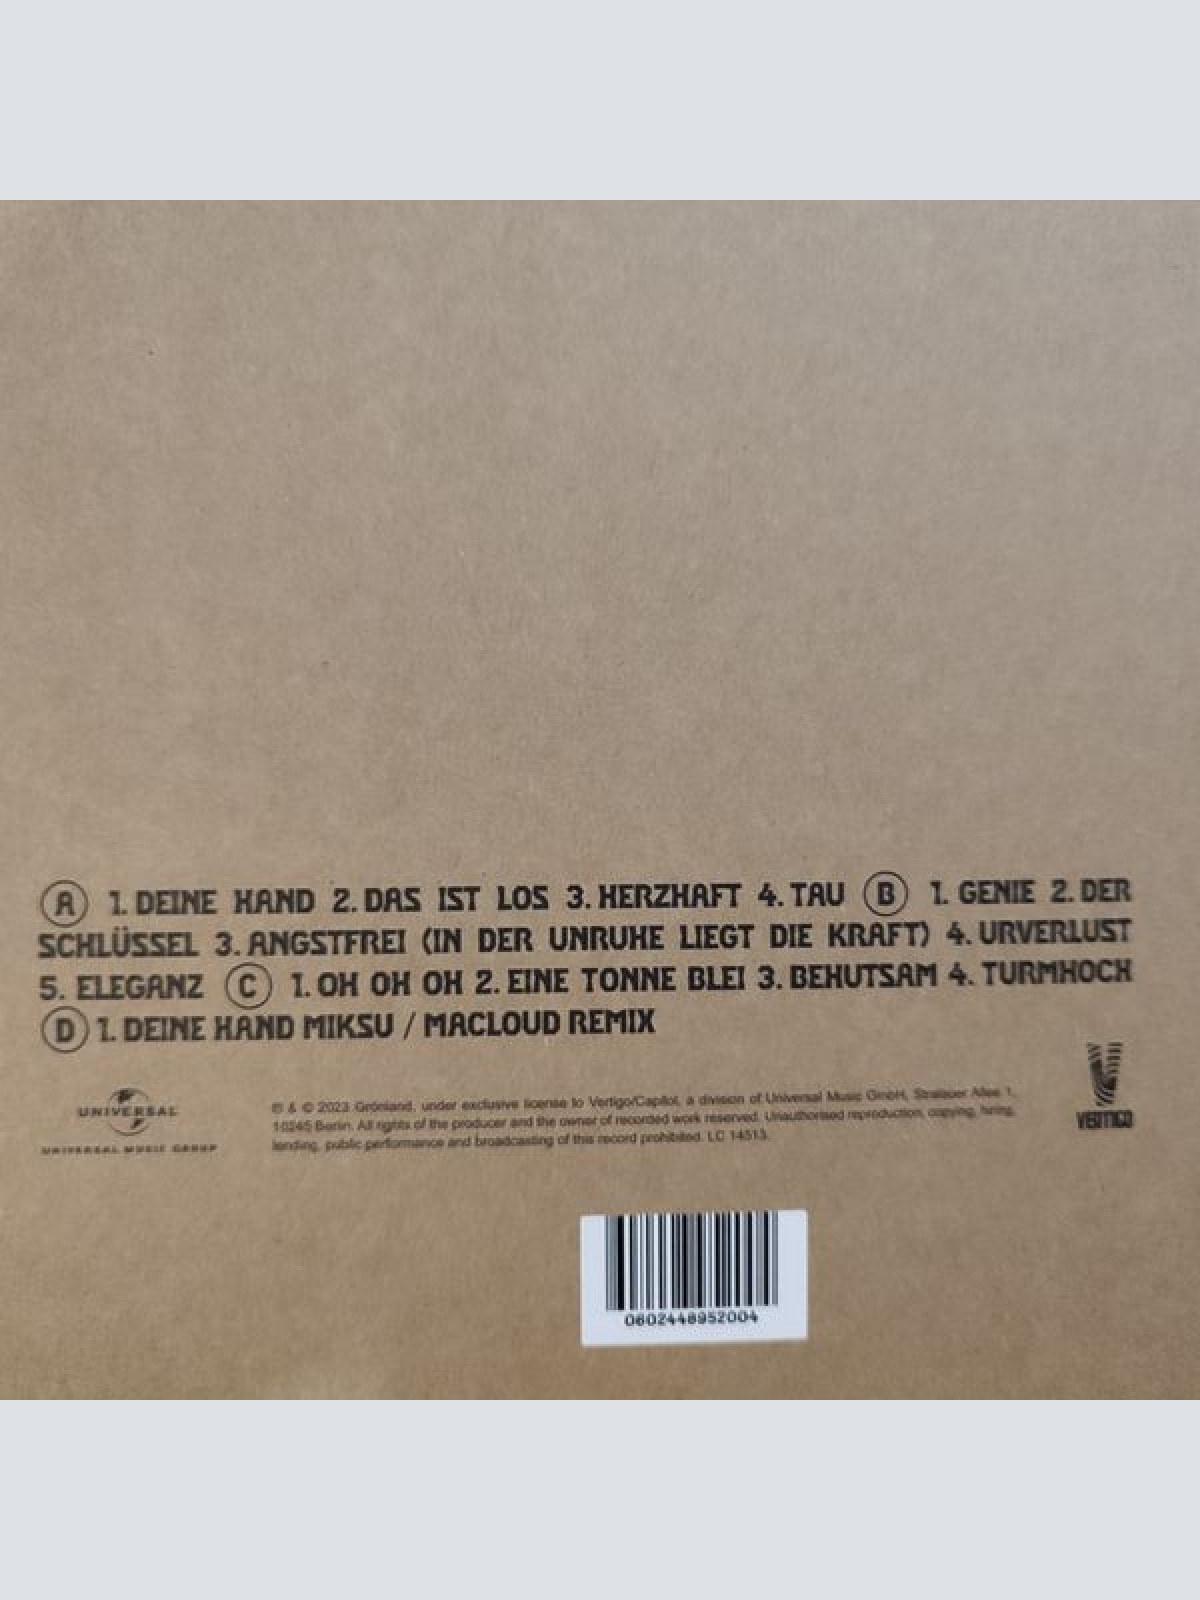 A 1. DEINE HAND 2. DAS IST LOS 3. HERZHAFT 4. TAU B 1. GENIE 2. DER
SCHLÜSSEL 3. ANGSTFREI (IN DER UNRUHE LIEGT DIE KRAFT) 4. URVERLUST
5. ELEGANZ C 1. OH OH OH 2. EINE TONNE BLEI 3. BEHUTSAM 4. TURMHOCH
D 1. DEINE HAND MIKSU / MACLOUD REMIX
UNIVERSAL
UNIVERSAL MUSIC GROUP
℗ & © 2023 Grönland, under exclusive license to Vertigo/Capitol, a division of Universal Music GmbH, Stralauer Allee 1,
10245 Berlin. All rights of the producer and the owner of recorded work reserved. Unauthorised reproduction, copying, hiring,
lending, public performance and broadcasting of this record prohibited. LC 14513.
VERTIGO
0602448952004